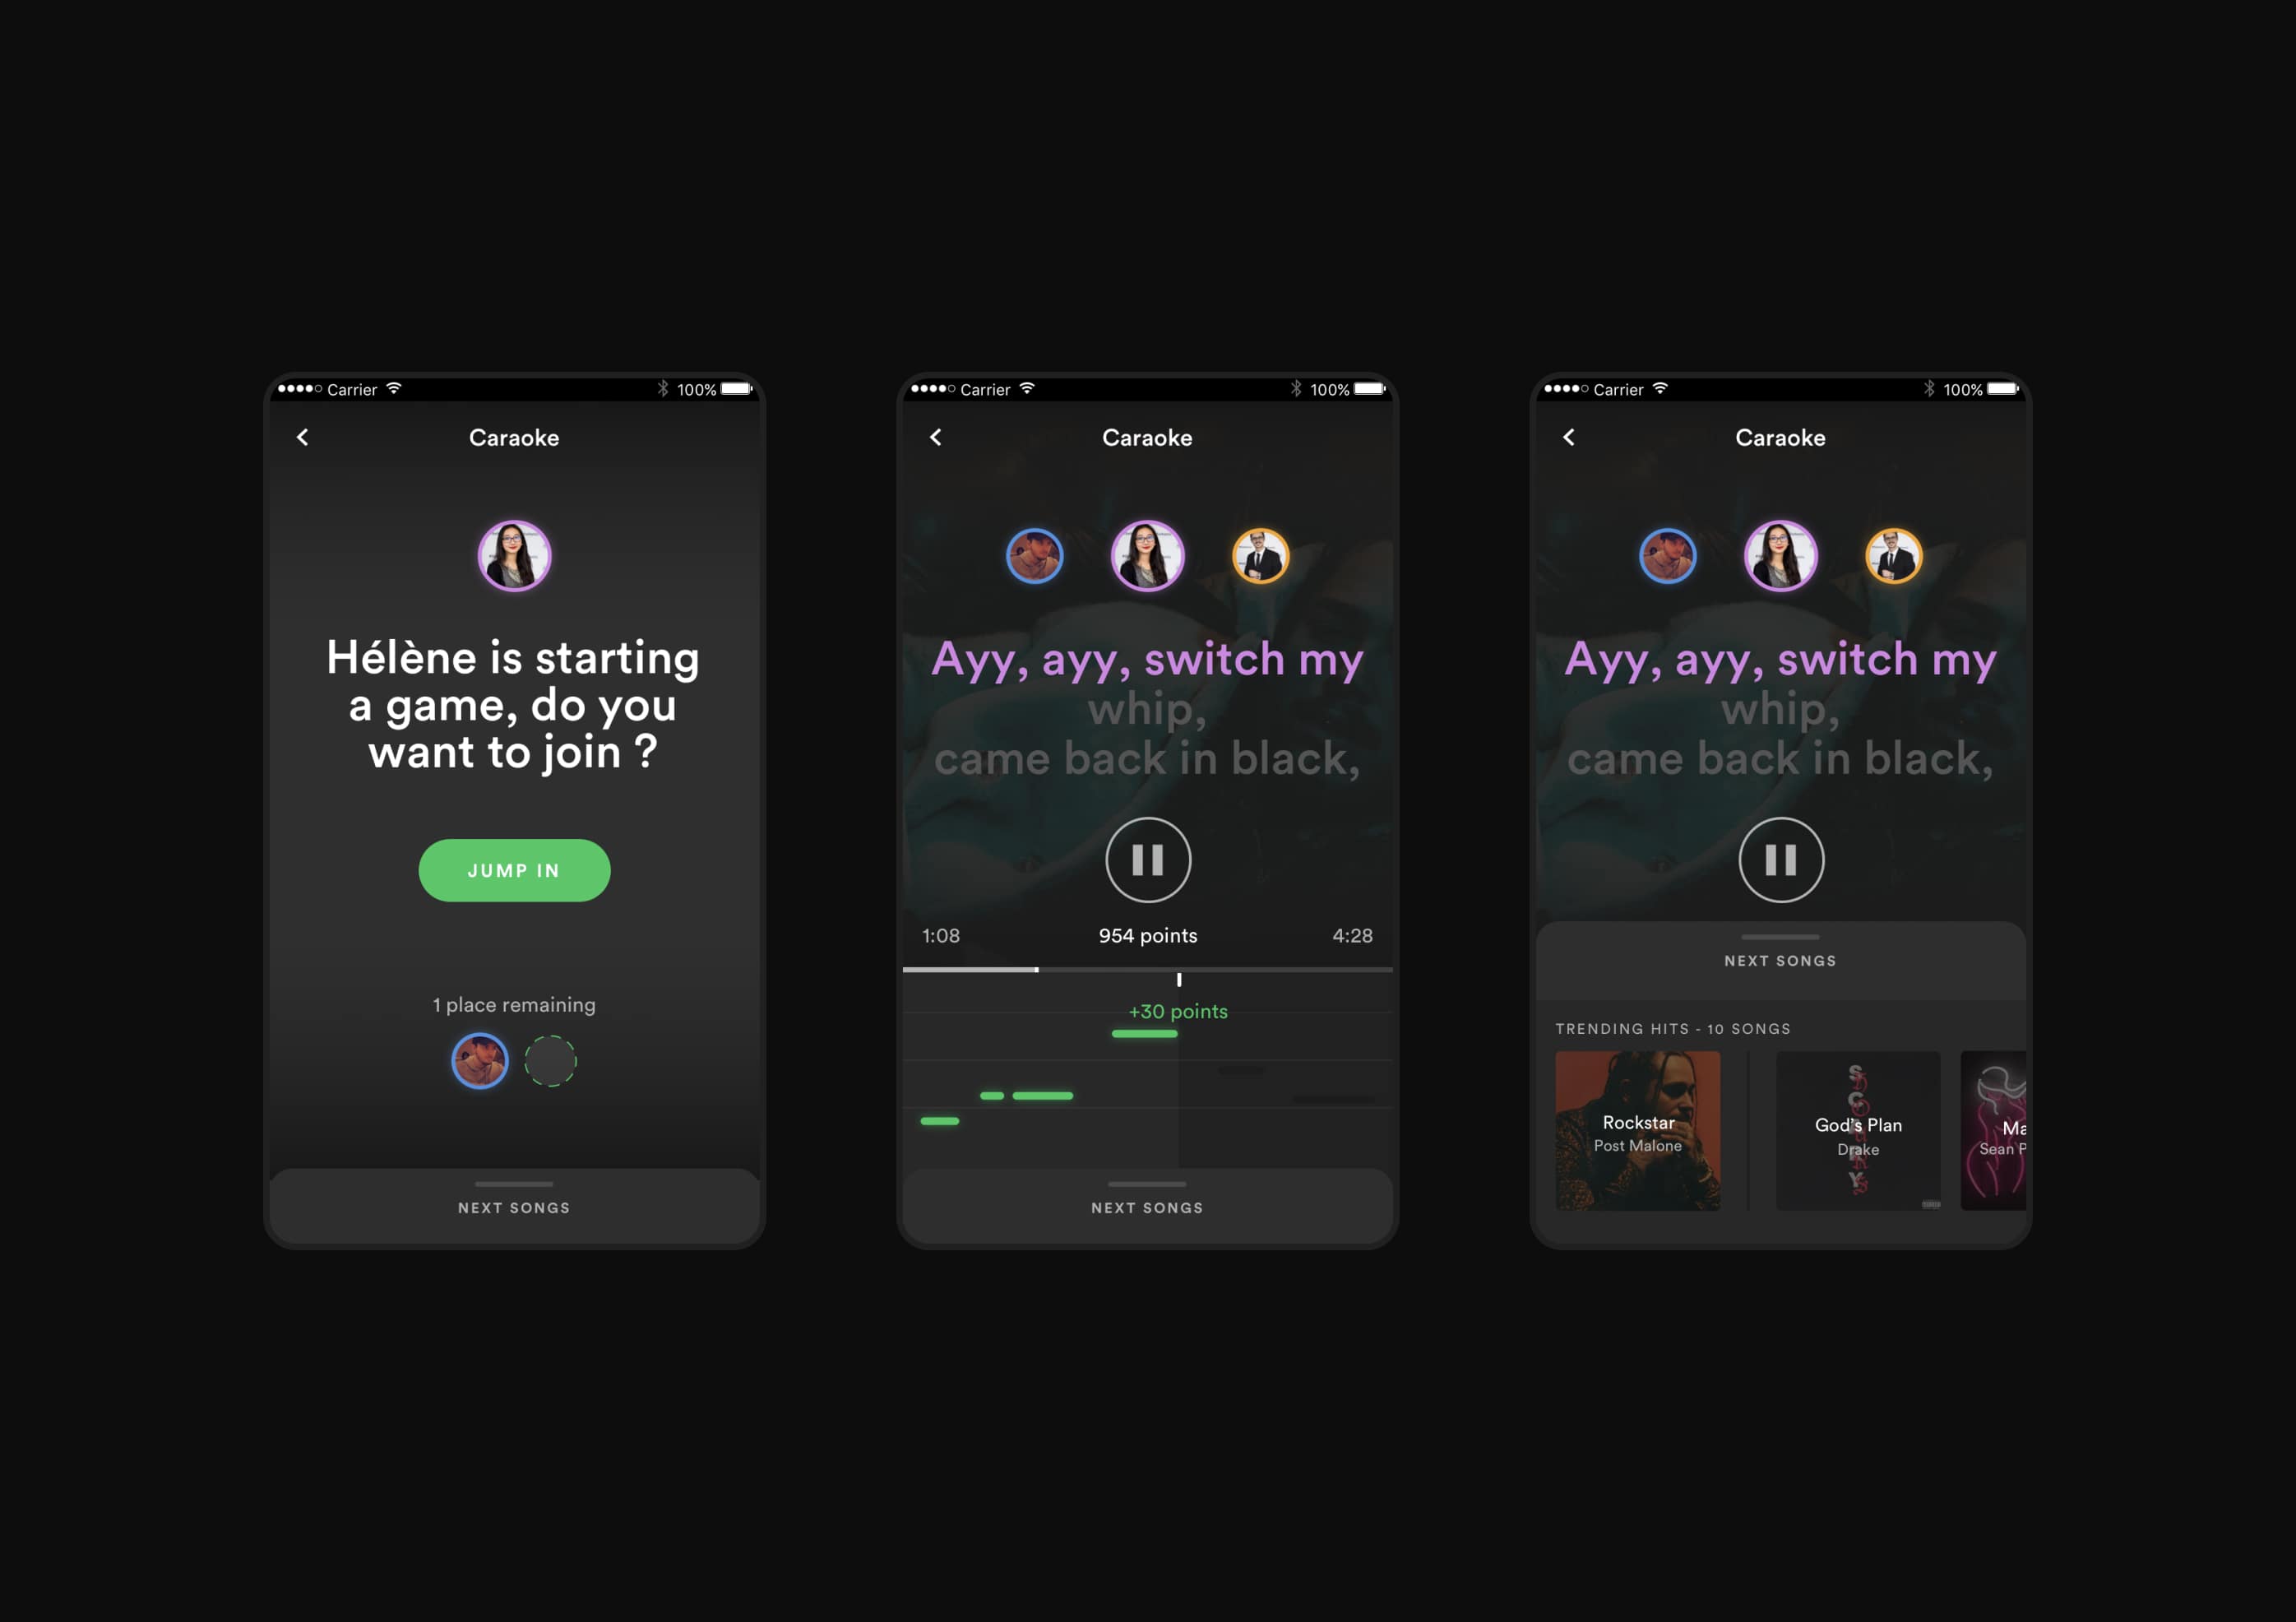 Carrier 100%
Caraoke
Hélène is starting
a game, do you
want to join ?
JUMP IN
1 place remaining
NEXT SONGS
Carrier 100%
Caraoke
Ayy, ayy, switch my
whip,
came back in black,
1:08 954 points 4:28
+30 points
NEXT SONGS
Carrier 100%
Caraoke
Ayy, ayy, switch my
whip,
came back in black,
NEXT SONGS
TRENDING HITS - 10 SONGS
Rockstar
Post Malone
God's Plan
Drake
Ma
Sean P